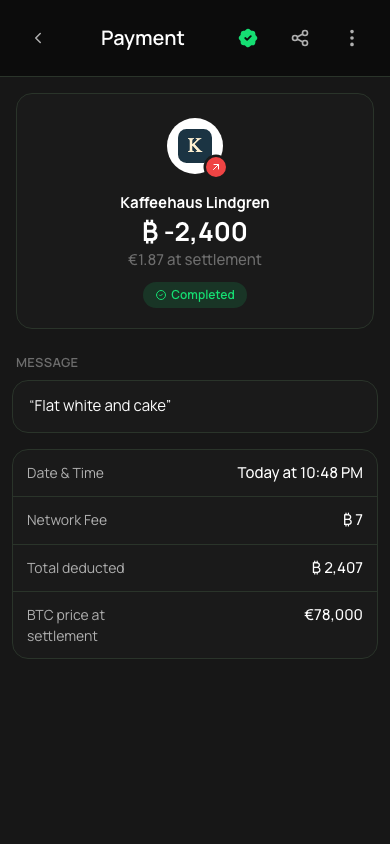 Payment
K
Kaffeehaus Lindgren
₿ -2,400
€1.87 at settlement
Completed
MESSAGE
“Flat white and cake”
Date & Time
Today at 10:48 PM
Network Fee
₿ 7
Total deducted
₿ 2,407
BTC price at
settlement
€78,000